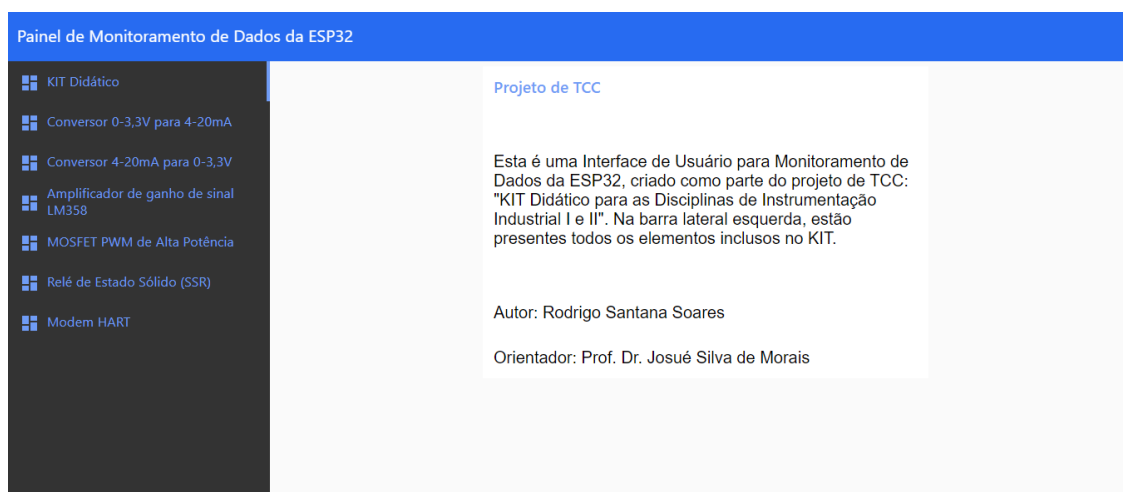 Painel de Monitoramento de Dados da ESP32
KIT Didático
Conversor 0-3,3V para 4-20mA
Conversor 4-20mA para 0-3,3V
Amplificador de ganho de sinal
LM358
MOSFET PWM de Alta Potência
Relé de Estado Sólido (SSR)
Modem HART
Projeto de TCC
Esta é uma Interface de Usuário para Monitoramento de
Dados da ESP32, criado como parte do projeto de TCC:
"KIT Didático para as Disciplinas de Instrumentação
Industrial I e II". Na barra lateral esquerda, estão
presentes todos os elementos inclusos no KIT.
Autor: Rodrigo Santana Soares
Orientador: Prof. Dr. Josué Silva de Morais